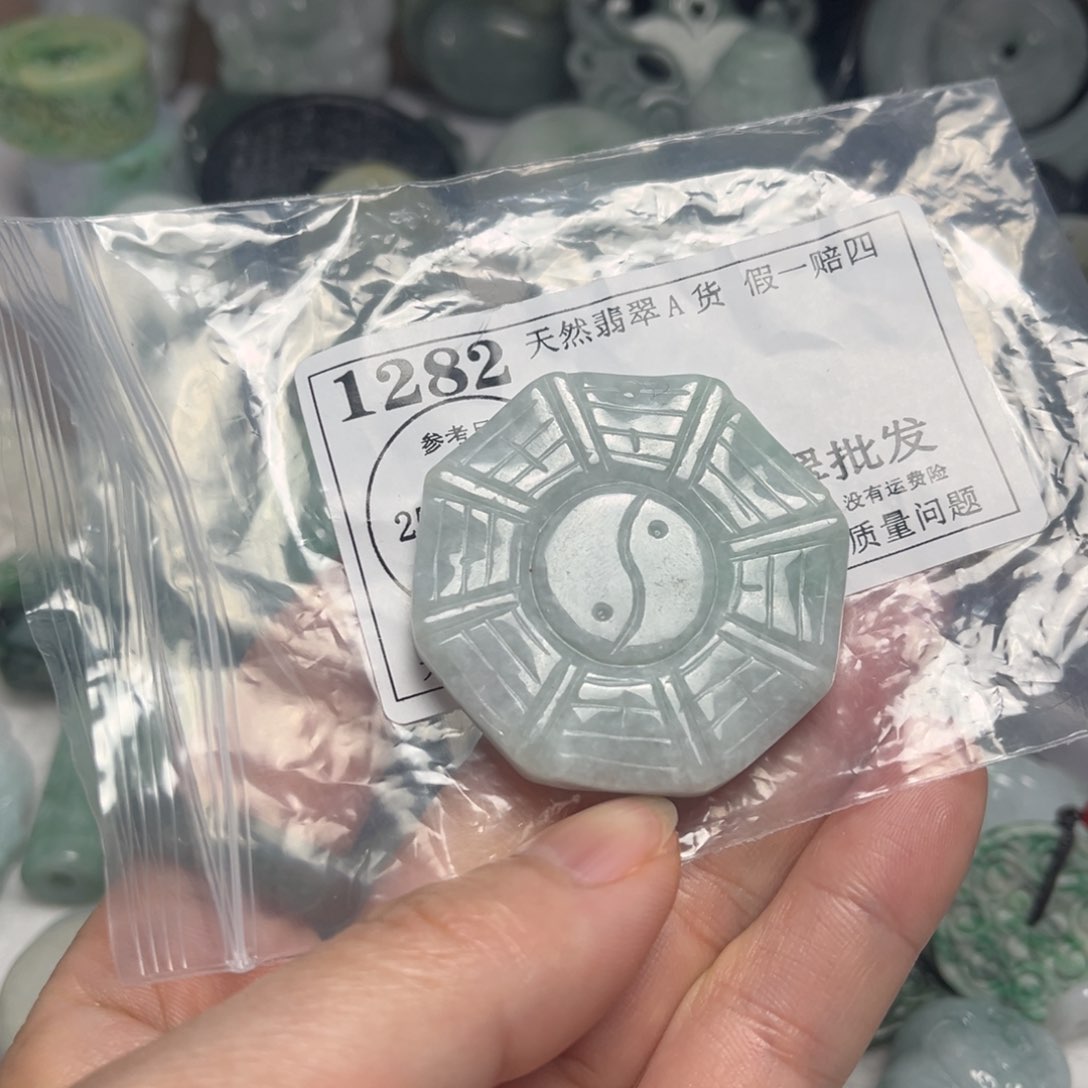 1282 天然翡翠A货 假一赔四
参考
2
批发
没有运费险
质量问题